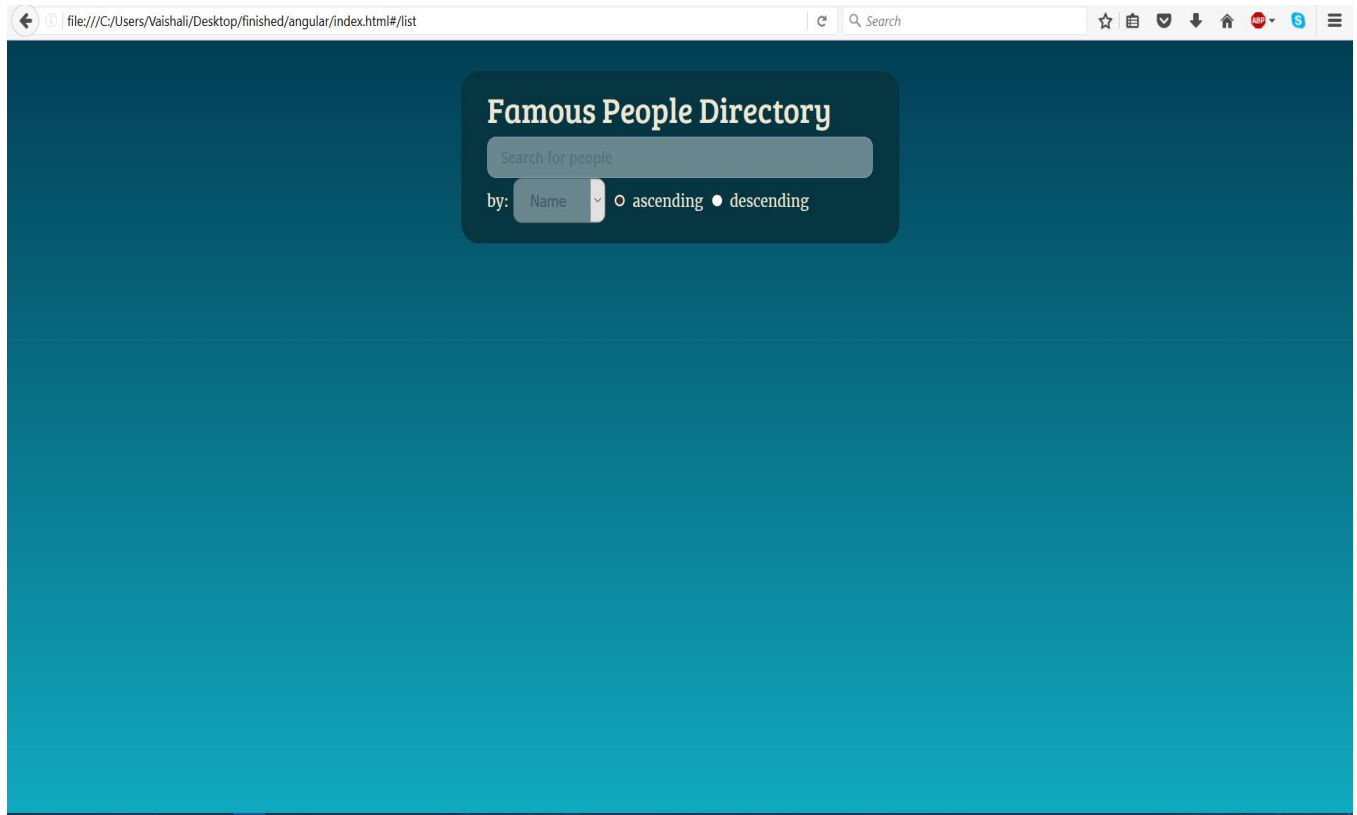 file:///C:/Users/Vaishali/Desktop/finished/angular/index.html#/list
Search
ABP
S
Famous People Directory
Search for people
by: Name ascending descending